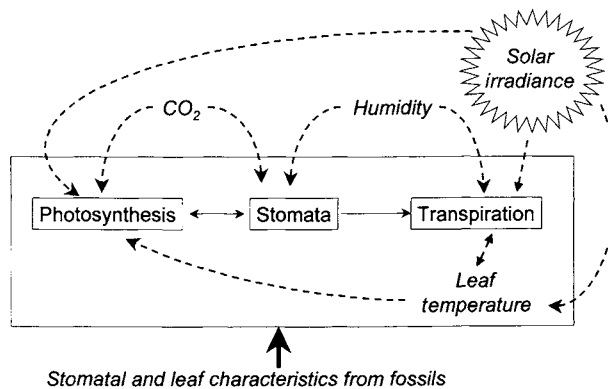 Solar
irradiance
CO₂
Humidity
Photosynthesis
Stomata
Transpiration
Leaf
temperature
Stomatal and leaf characteristics from fossils